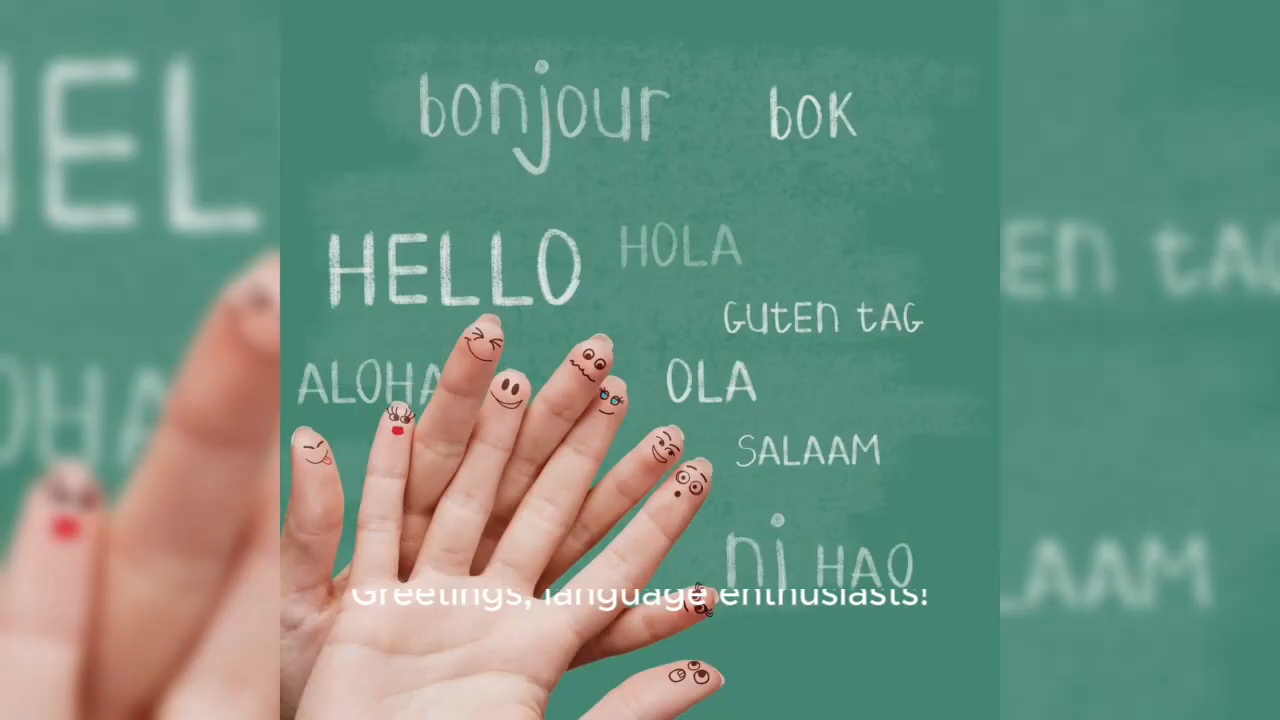 bonjour bok
HELLO HOLA
GUtEn tAG
ALOHA OLA
SALAAM
ni HAO
Greetings, language enthusiasts!